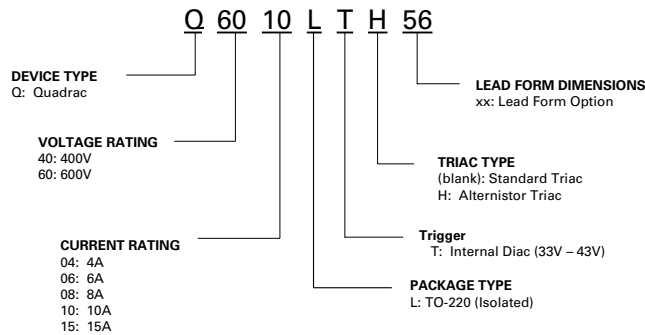 Q 60 10 L T H 56
DEVICE TYPE
Q: Quadrac
VOLTAGE RATING
40: 400V
60: 600V
CURRENT RATING
04: 4A
06: 6A
08: 8A
10: 10A
15: 15A
LEAD FORM DIMENSIONS
xx: Lead Form Option
TRIAC TYPE
(blank): Standard Triac
H: Alternistor Triac
Trigger
T: Internal Diac (33V – 43V)
PACKAGE TYPE
L: TO-220 (Isolated)